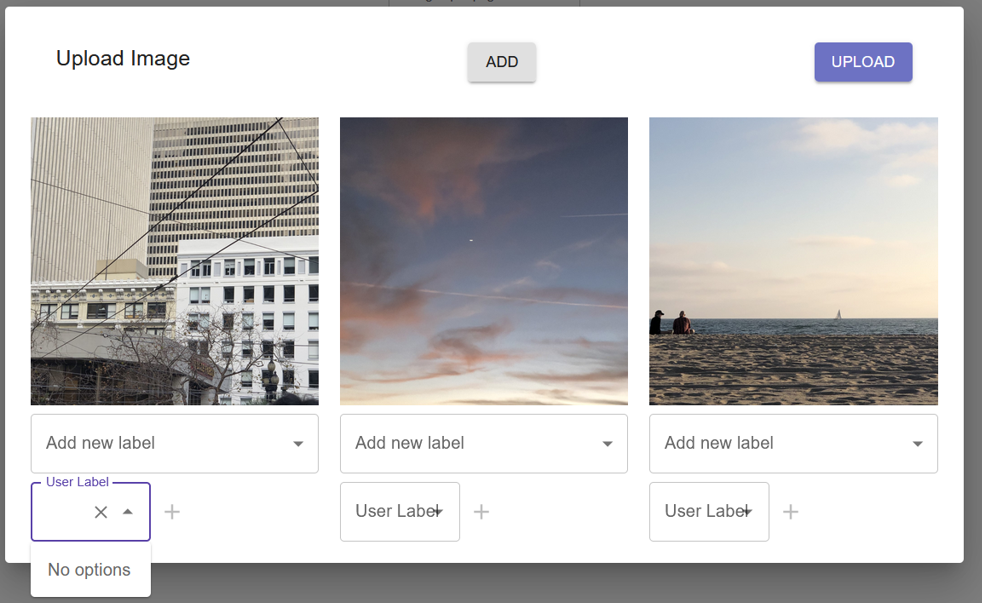 Upload Image
ADD
UPLOAD
Add new label
Add new label
Add new label
User Label
User Label
User Label
No options